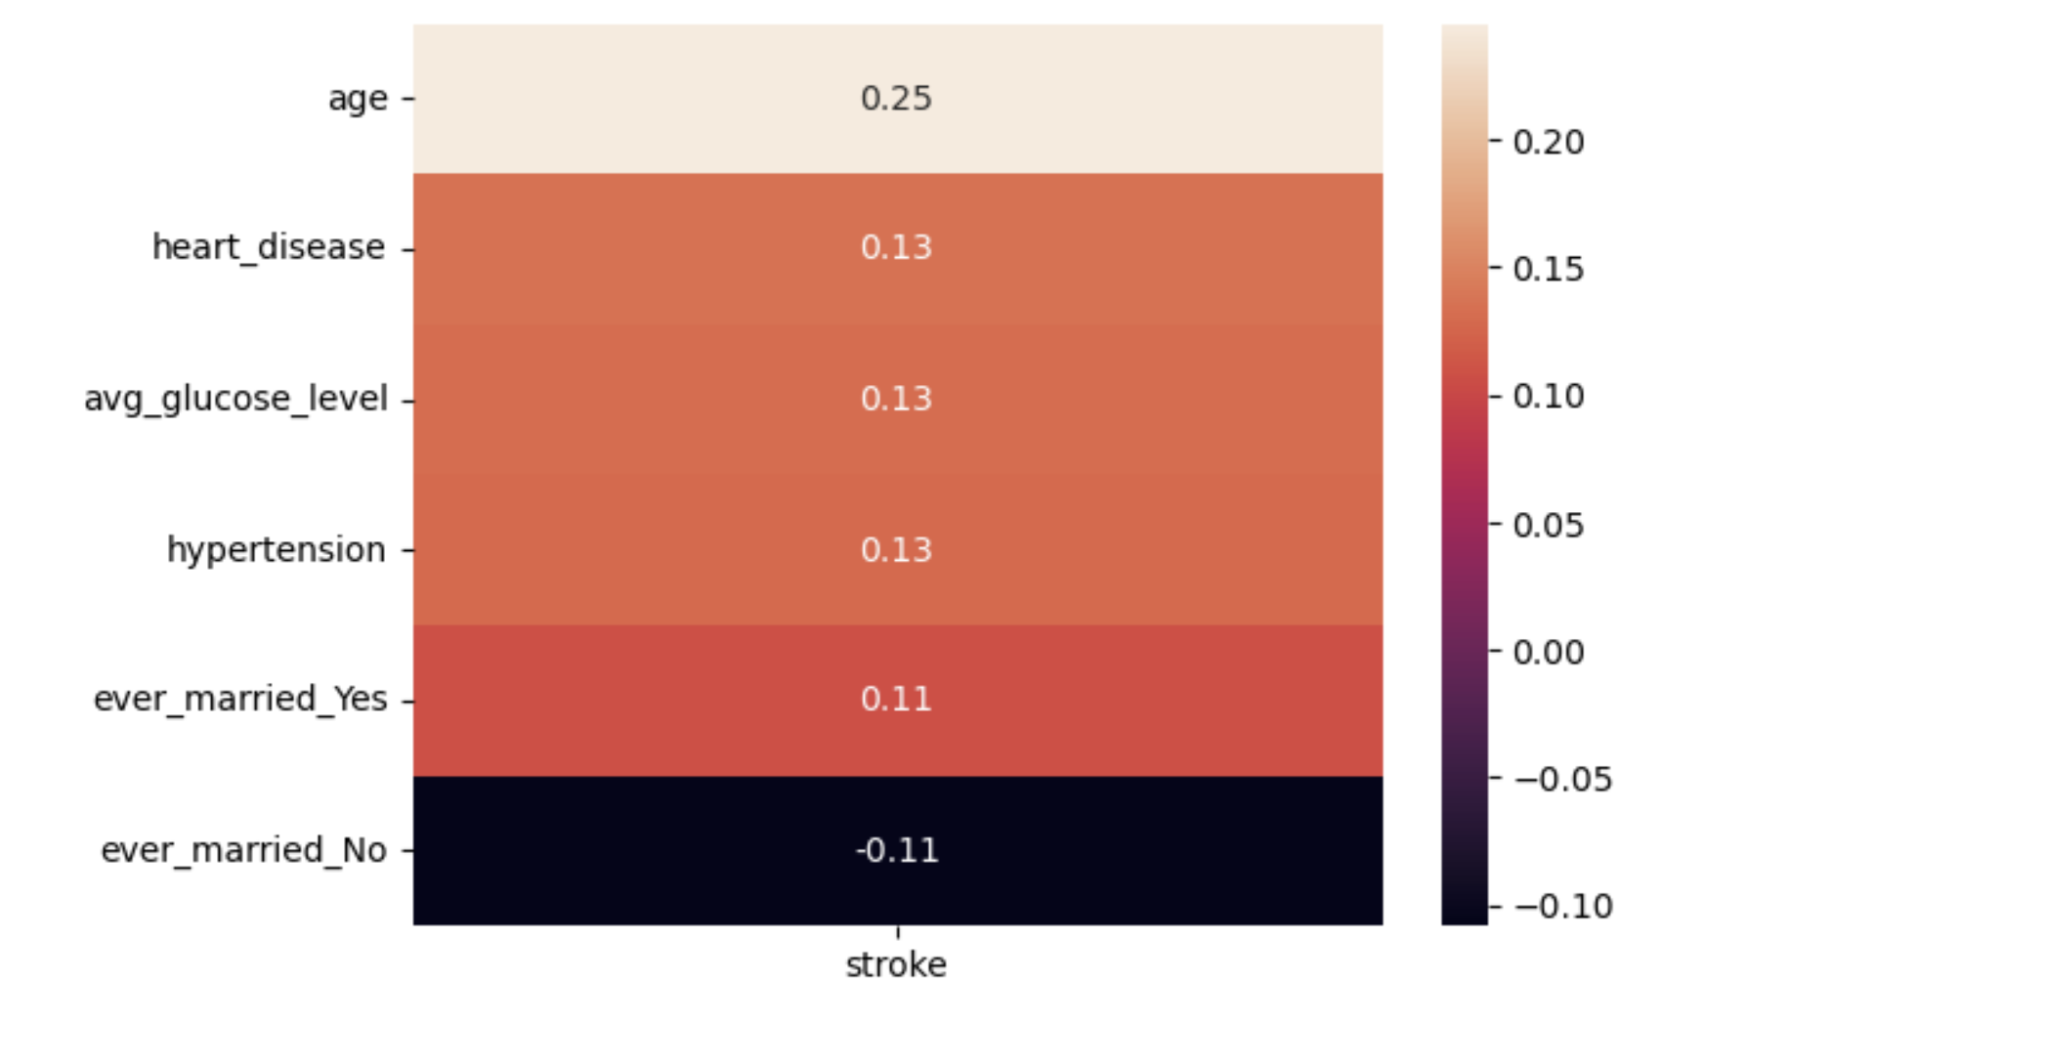 age
0.25
heart_disease
0.13
avg_glucose_level
0.13
hypertension
0.13
ever_married_Yes
0.11
ever_married_No
-0.11
stroke
0.20
0.15
0.10
0.05
0.00
−0.05
−0.10